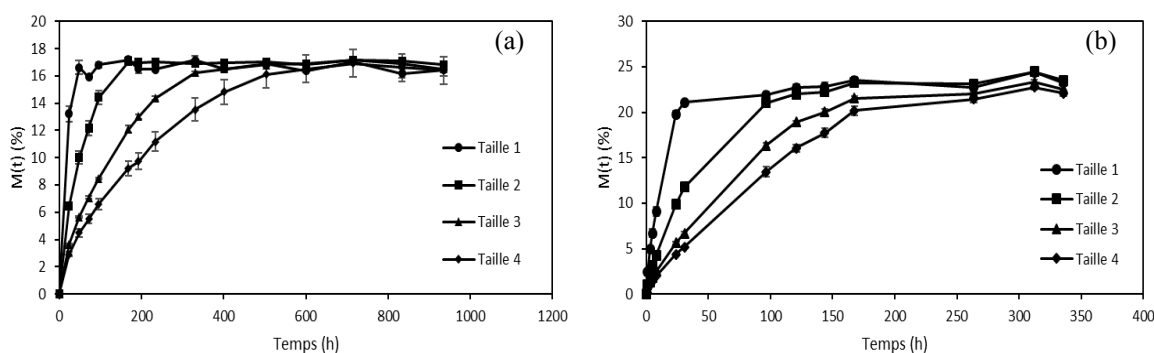 (a)
M(t) (%)
20
18
16
14
12
10
8
6
4
2
0
Taille 1
Taille 2
Taille 3
Taille 4
0 200 400 600 800 1000 1200
Temps (h)
(b)
M(t) (%)
30
25
20
15
10
5
0
Taille 1
Taille 2
Taille 3
Taille 4
0 50 100 150 200 250 300 350 400
Temps (h)